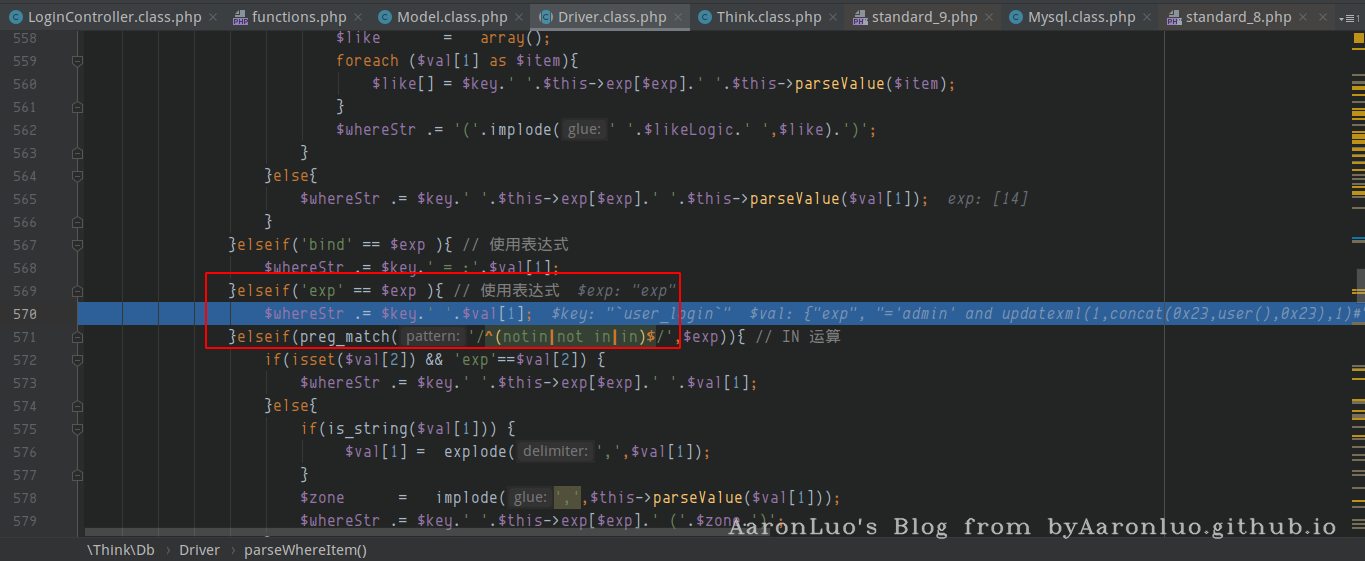 LoginController.class.php × functions.php × Model.class.php × Driver.class.php × Think.class.php × standard_9.php × Mysql.class.php × standard_8.php × ×
558 $like = array();
559 foreach ($val[1] as $item){
560 $like[] = $key.' '.$this->exp[$exp].' '.$this->parseValue($item);
561 }
562 $whereStr .= '('.implode( glue: ' '.$likeLogic.' ',$like).')';
563 }
564 }else{
565 $whereStr .= $key.' '.$this->exp[$exp].' '.$this->parseValue($val[1]); exp: [14]
566 }
567 }elseif('bind' == $exp ){ // 使用表达式
568 $whereStr .= $key.' = :'.$val[1];
569 }elseif('exp' == $exp ){ // 使用表达式 $exp: "exp"
570 $whereStr .= $key.' '.$val[1]; $key: "`user_login`" $val: {"exp", "='admin' and updatexml(1,concat(0x23,user(),0x23),1)#"
571 }elseif(preg_match( pattern: '/^(notin|not in|in)$/',$exp)){ // IN 运算
572 if(isset($val[2]) && 'exp'==$val[2]) {
573 $whereStr .= $key.' '.$this->exp[$exp].' '.$val[1];
574 }else{
575 if(is_string($val[1])) {
576 $val[1] = explode( delimiter: ',',$val[1]);
577 }
578 $zone = implode( glue: ',',$this->parseValue($val[1]));
579 $whereStr .= $key.' '.$this->exp[$exp].' ('.$zone.')';
AaronLuo's Blog from byAaronluo.github.io
\Think\Db › Driver › parseWhereItem()